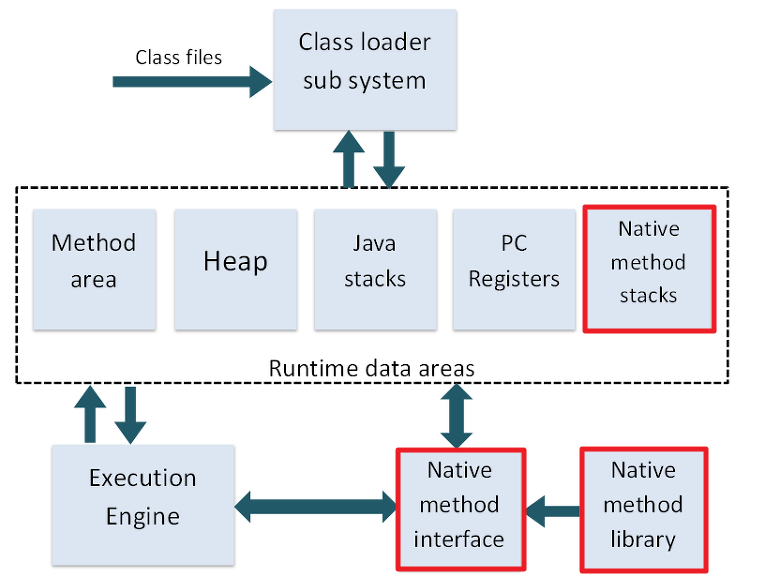 Class files
Class loader
sub system
Method
area
Heap
Java
stacks
PC
Registers
Native
method
stacks
Runtime data areas
Execution
Engine
Native
method
interface
Native
method
library